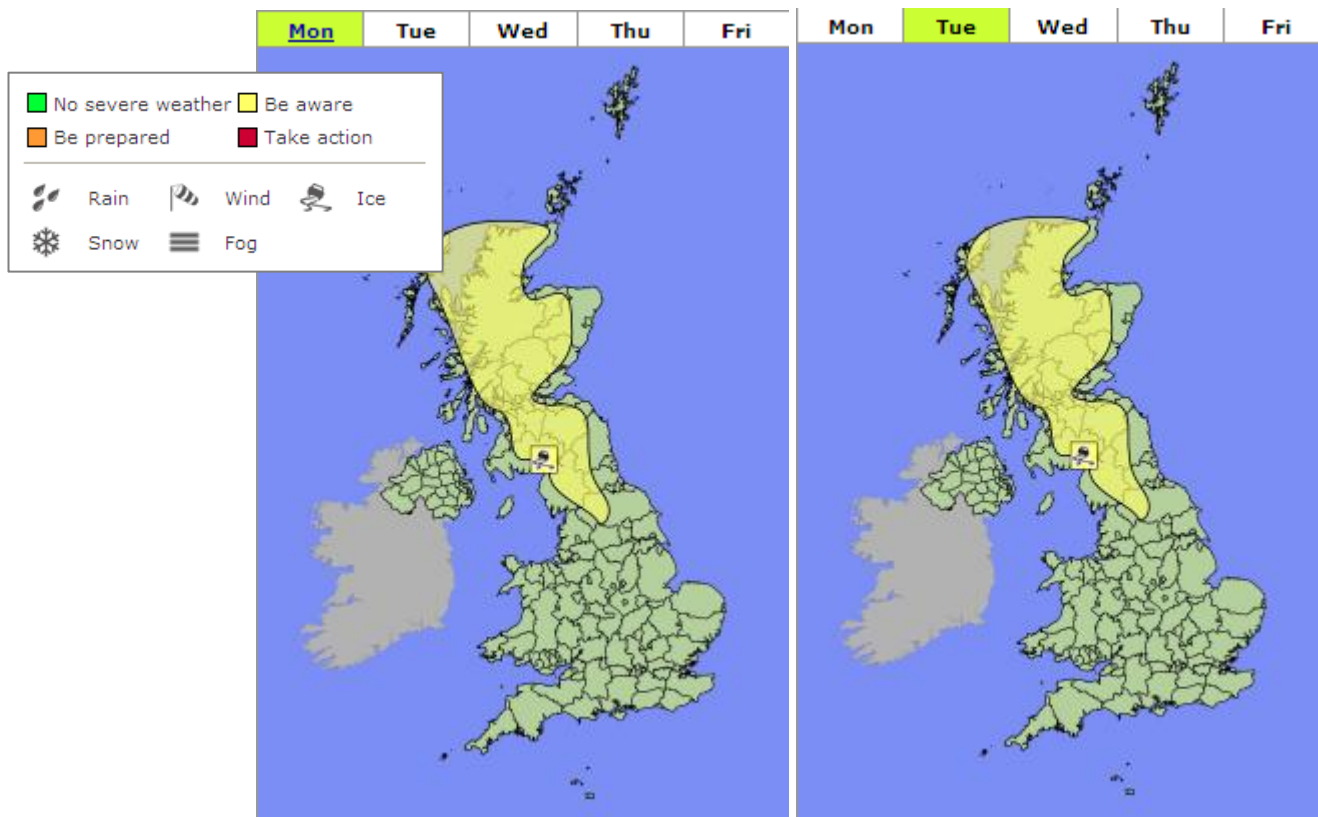 Mon Tue Wed Thu Fri
Mon Tue Wed Thu Fri
No severe weather Be aware
Be prepared Take action
Rain Wind Ice
Snow Fog